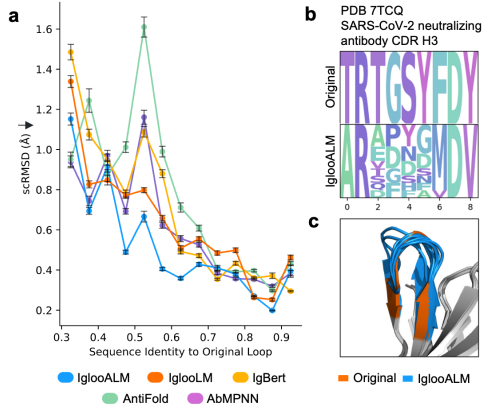 a
scRMSD (Å)
1.6
1.4
1.2
1.0
0.8
0.6
0.4
0.2
0.3 0.4 0.5 0.6 0.7 0.8 0.9
Sequence Identity to Original Loop
IglooALM IglooLM IgBert
AntiFold AbMPNN
b
PDB 7TCQ
SARS-CoV-2 neutralizing
antibody CDR H3
Original
TRTGSYFDY
IglooALM
0 2 4 6 8
c
Original IglooALM